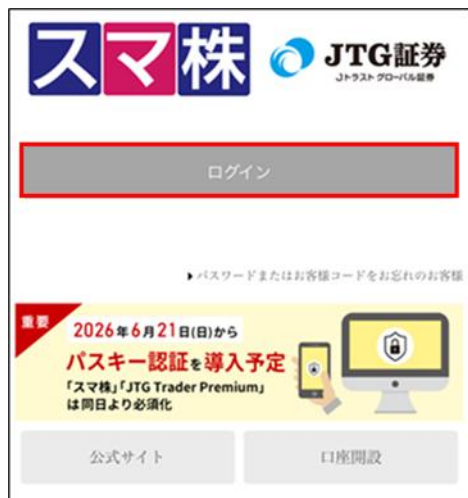 スマ株
JTG証券
Jトラスト グローバル証券
ログイン
パスワードまたはお客様コードをお忘れのお客様
重要
2026年6月21日(日)から
パスキー認証を導入予定
「スマ株」「JTG Trader Premium」
は同日より必須化
公式サイト
口座開設